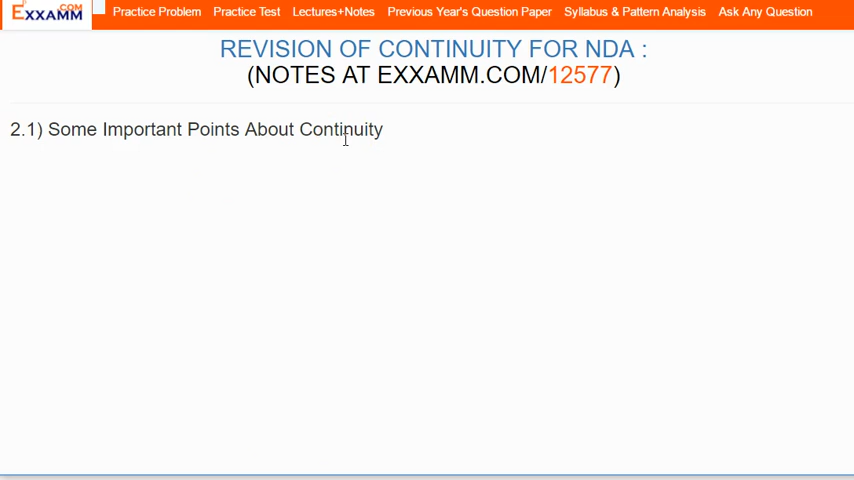 EXXAMM .COM Practice Problem Practice Test Lectures+Notes Previous Year's Question Paper Syllabus & Pattern Analysis Ask Any Question
REVISION OF CONTINUITY FOR NDA :
(NOTES AT EXXAMM.COM/12577)
2.1) Some Important Points About Continuity